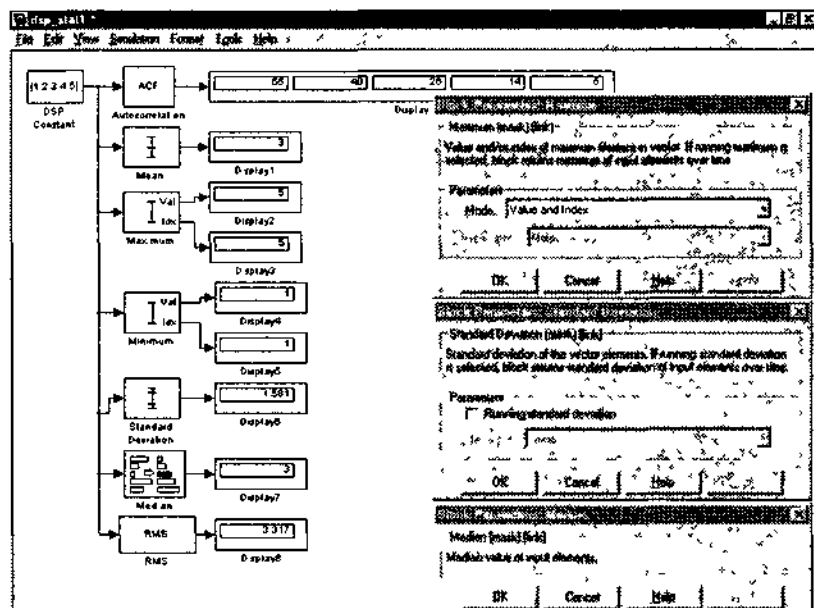 dsp_stat1 *
File Edit View Simulation Format Tools Help
[1 2 3 4 5]
DSP
Constant
ACF
Autocorrelation
55 40 26 14 5
Display
Mean
3
Display1
Val
Idx
Maximum
5
Display2
5
Display3
Val
Idx
Minimum
1
Display4
1
Display5
Standard
Deviation
1.581
Display6
Median
3
Display7
RMS
RMS
3.317
Display8
Maximum (mask) (link)
Value and/or index of maximum element in vector. If running maximum is
selected, block returns maximum of input elements over time.
Parameters
Mode: Value and Index
OK Cancel Help
Standard Deviation (mask) (link)
Standard deviation of the vector elements. If running standard deviation
is selected, block returns standard deviation of input elements over time.
Parameters
Running standard deviation
OK Cancel Help
Median (mask) (link)
Median value of input elements.
OK Cancel Help